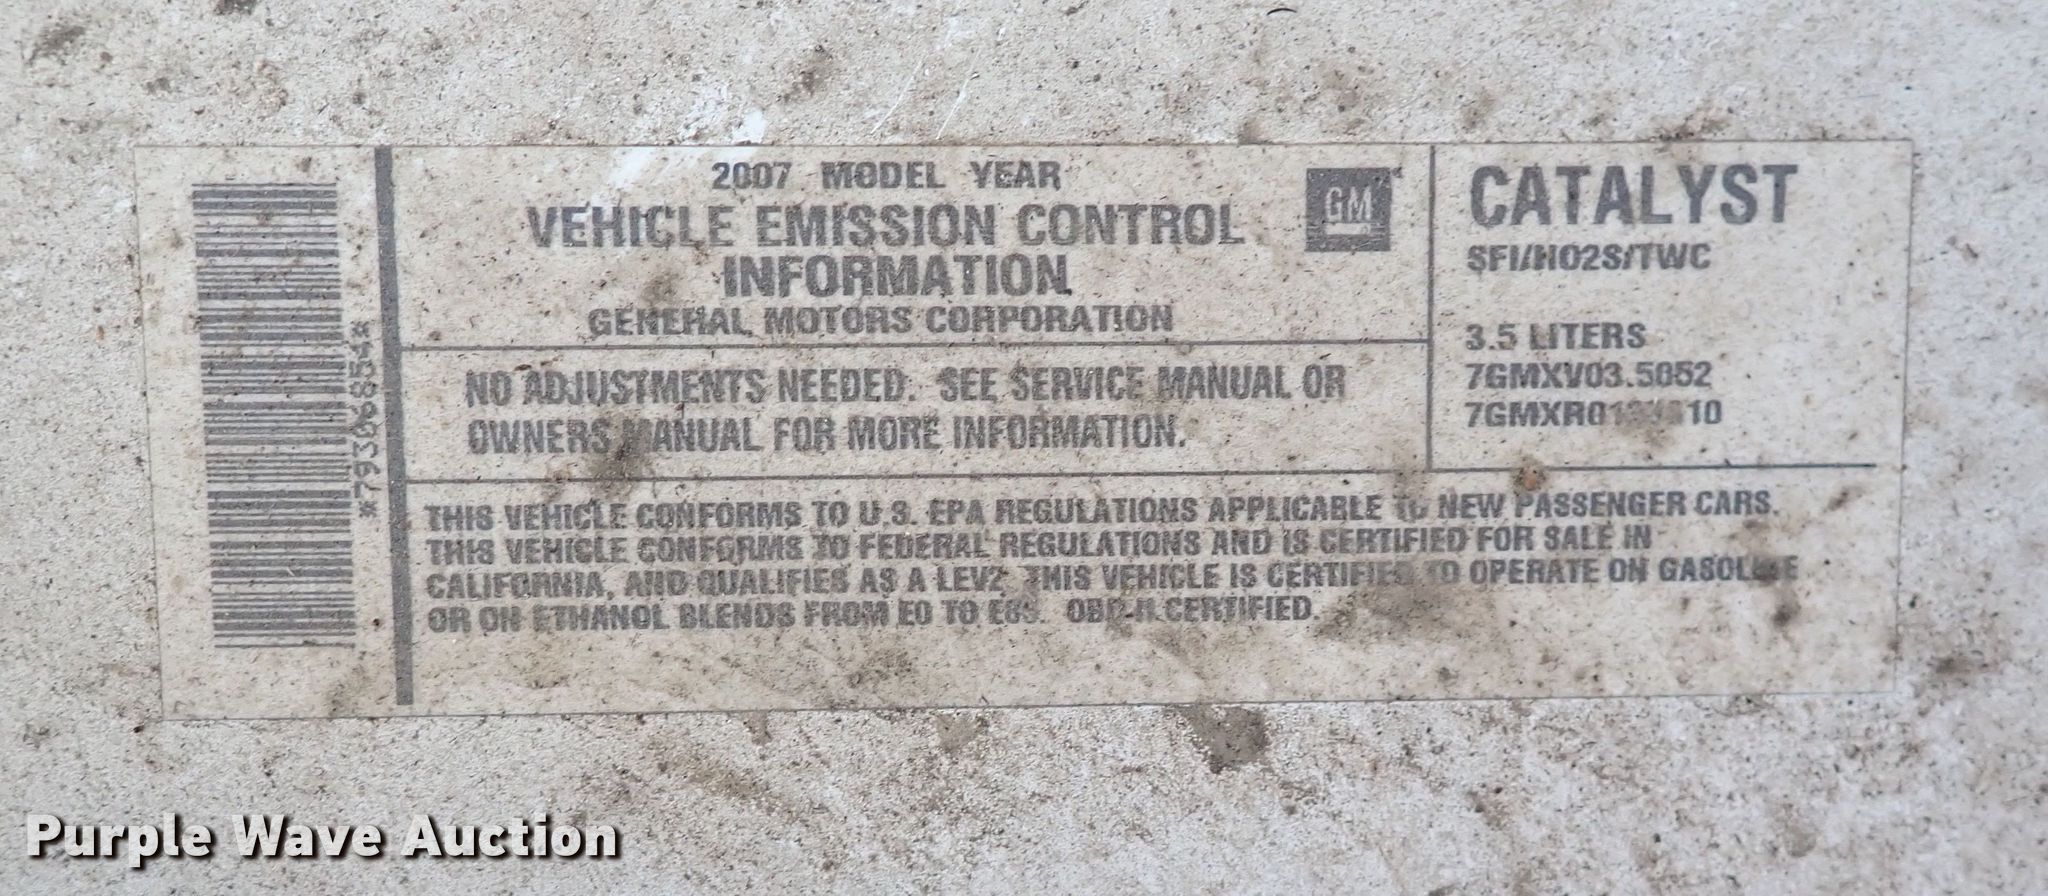 2007 MODEL YEAR
VEHICLE EMISSION CONTROL
INFORMATION
GENERAL MOTORS CORPORATION
GM
CATALYST
SFI/HO2S/TWC
3.5 LITERS
7GMXV03.5052
NO ADJUSTMENTS NEEDED. SEE SERVICE MANUAL OR
OWNERS MANUAL FOR MORE INFORMATION.
THIS VEHICLE CONFORMS TO U.S. EPA REGULATIONS APPLICABLE TO NEW PASSENGER CARS.
THIS VEHICLE CONFORMS TO FEDERAL REGULATIONS AND IS CERTIFIED FOR SALE IN
CALIFORNIA, AND QUALIFIES AS A LEV2. THIS VEHICLE IS CERTIFIED TO OPERATE ON GASOLINE
OR ON ETHANOL BLENDS FROM E0 TO E85. OBD-II CERTIFIED.
Purple Wave Auction